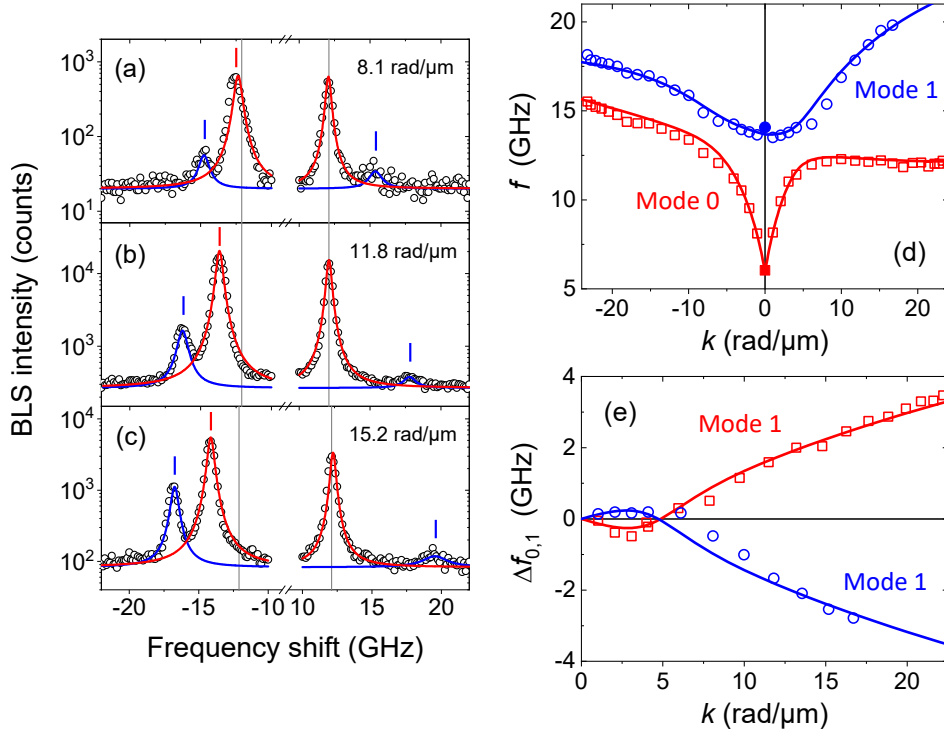 (a)
8.1 rad/μm
10³
10²
10¹
(b)
11.8 rad/μm
10⁴
10³
(c)
15.2 rad/μm
10⁴
10³
10²
BLS intensity (counts)
-20 -15 -10 10 15 20
Frequency shift (GHz)
20
15
10
5
f (GHz)
Mode 1
Mode 0
(d)
-20 -10 0 10 20
k (rad/μm)
4
2
0
-2
-4
Δf0,1 (GHz)
(e)
Mode 1
Mode 1
0 5 10 15 20
k (rad/μm)